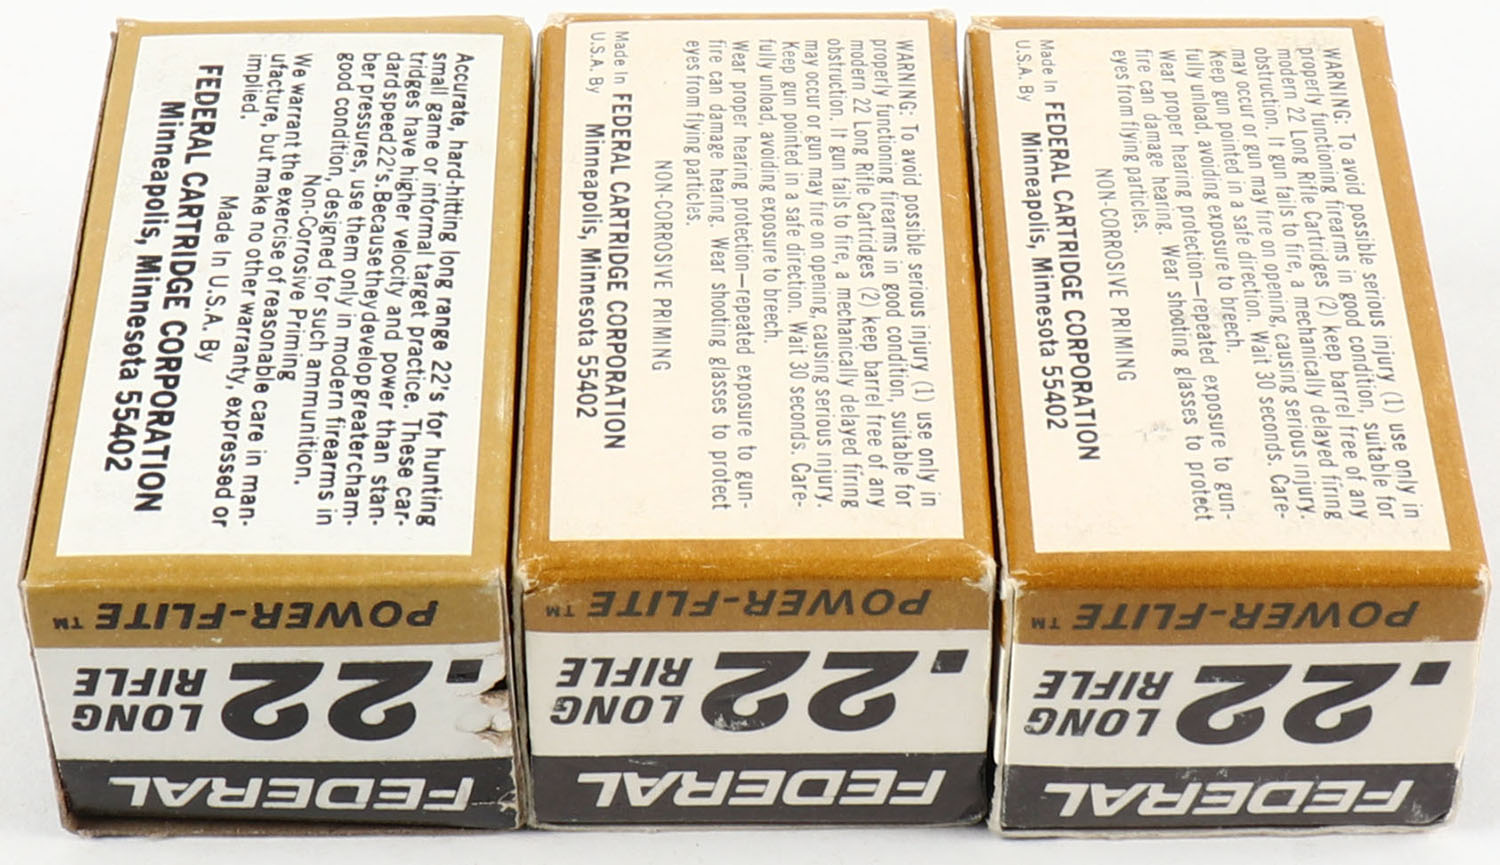 Accurate, hard-hitting long range 22's for hunting
small game or informal target practice. These car-
tridges have higher velocity and power than stan-
dard speed 22's. Because they develop greater cham-
ber pressures, use them only in modern firearms in
good condition, designed for such ammunition.
Non-Corrosive Priming
We warrant the exercise of reasonable care in man-
ufacture, but make no other warranty, expressed or
implied.
Made In U.S.A. By
FEDERAL CARTRIDGE CORPORATION
Minneapolis, Minnesota 55402
POWER-FLITE ™
.22 LONG
RIFLE
FEDERAL
WARNING: To avoid possible serious injury (1) use only in
properly functioning firearms in good condition, suitable for
modern 22 Long Rifle Cartridges (2) keep barrel free of any
obstruction. If gun fails to fire, a mechanically delayed firing
may occur or gun may fire on opening, causing serious injury.
Keep gun pointed in a safe direction. Wait 30 seconds. Care-
fully unload, avoiding exposure to breech.
Wear proper hearing protection—repeated exposure to gun-
fire can damage hearing. Wear shooting glasses to protect
eyes from flying particles.
NON-CORROSIVE PRIMING
Made In FEDERAL CARTRIDGE CORPORATION
U.S.A. By Minneapolis, Minnesota 55402
POWER-FLITE ™
.22 LONG
RIFLE
FEDERAL
WARNING: To avoid possible serious injury (1) use only in
properly functioning firearms in good condition, suitable for
modern 22 Long Rifle Cartridges (2) keep barrel free of any
obstruction. If gun fails to fire, a mechanically delayed firing
may occur or gun may fire on opening, causing serious injury.
Keep gun pointed in a safe direction. Wait 30 seconds. Care-
fully unload, avoiding exposure to breech.
Wear proper hearing protection—repeated exposure to gun-
fire can damage hearing. Wear shooting glasses to protect
eyes from flying particles.
NON-CORROSIVE PRIMING
Made In FEDERAL CARTRIDGE CORPORATION
U.S.A. By Minneapolis, Minnesota 55402
POWER-FLITE ™
.22 LONG
RIFLE
FEDERAL